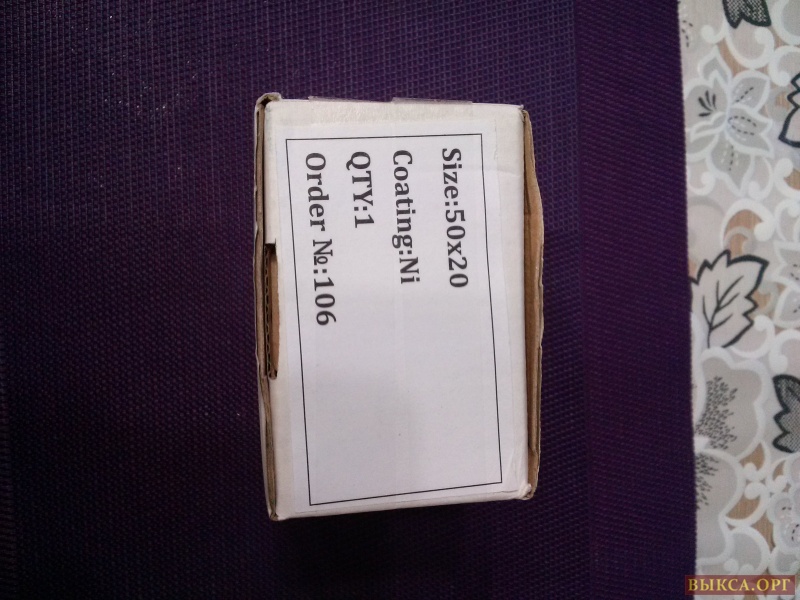 Size:50x20
Coating:Ni
QTY:1
Order №:106
ВЫКСА.ОРГ